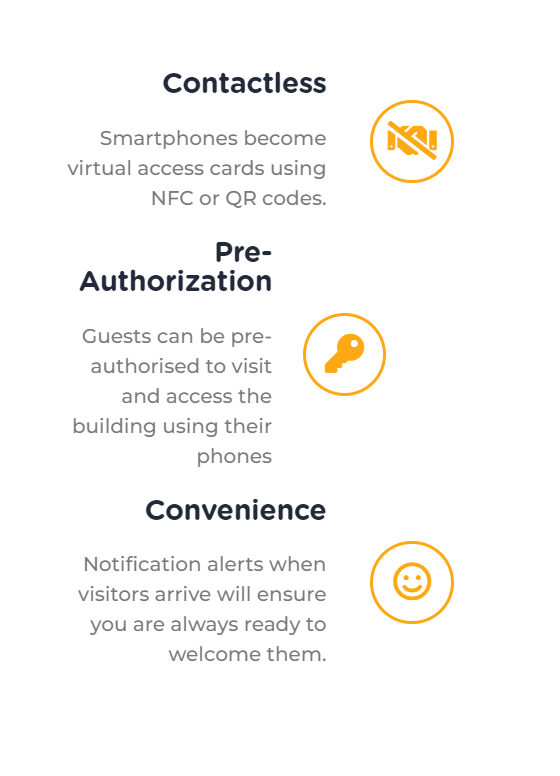 Contactless
Smartphones become
virtual access cards using
NFC or QR codes.
Pre-
Authorization
Guests can be pre-
authorised to visit
and access the
building using their
phones
Convenience
Notification alerts when
visitors arrive will ensure
you are always ready to
welcome them.